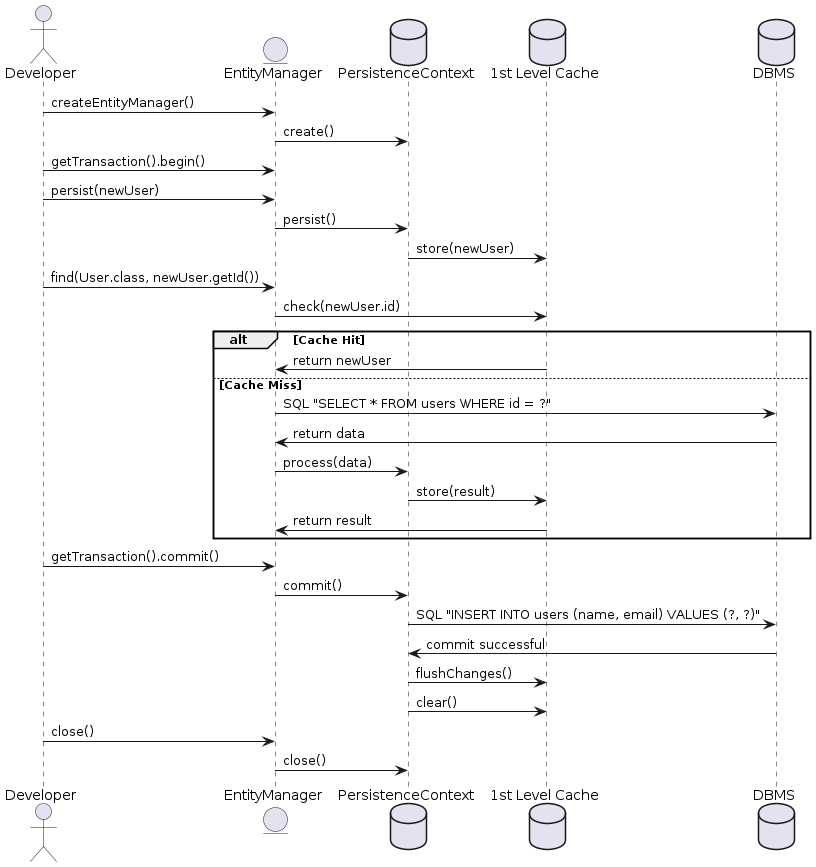 Developer
EntityManager
PersistenceContext
1st Level Cache
DBMS
createEntityManager()
create()
getTransaction().begin()
persist(newUser)
persist()
store(newUser)
find(User.class, newUser.getId())
check(newUser.id)
alt [Cache Hit]
return newUser
[Cache Miss]
SQL "SELECT * FROM users WHERE id = ?"
return data
process(data)
store(result)
return result
getTransaction().commit()
commit()
SQL "INSERT INTO users (name, email) VALUES (?, ?)"
commit successful
flushChanges()
clear()
close()
close()
Developer
EntityManager
PersistenceContext
1st Level Cache
DBMS